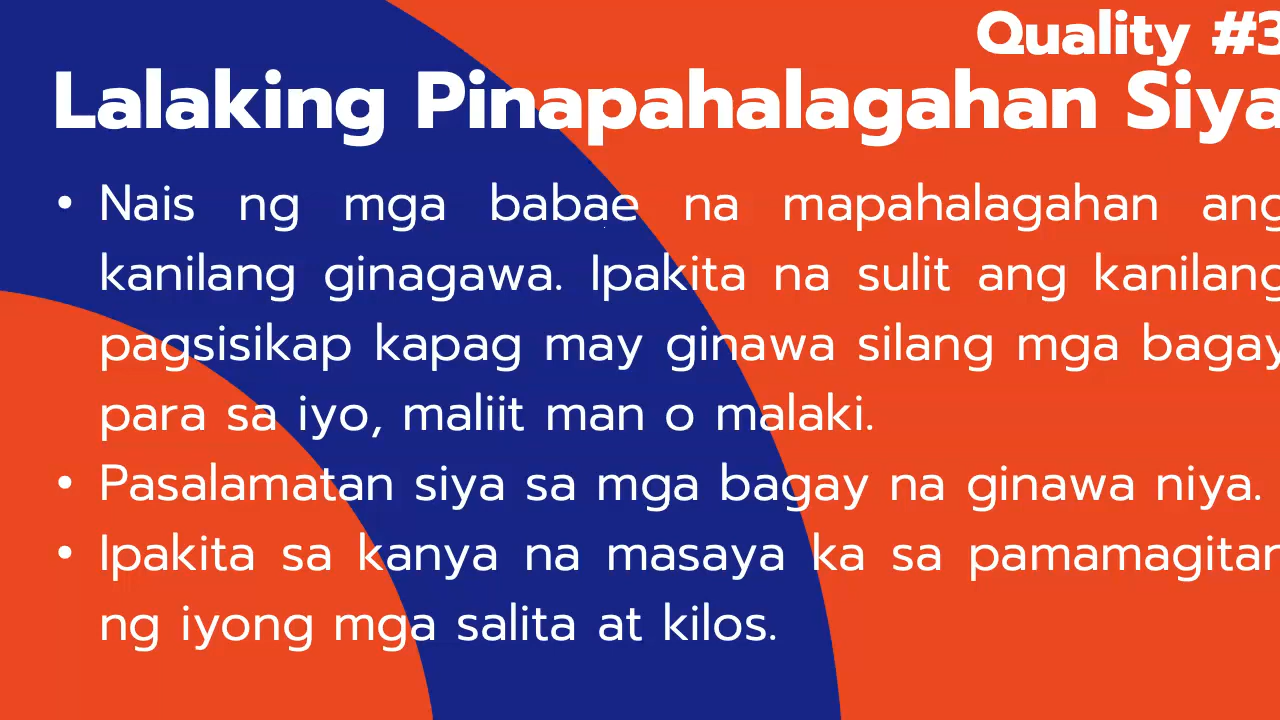 Quality #3
Lalaking Pinapahalagahan Siya
• Nais ng mga babae na mapahalagahan ang
kanilang ginagawa. Ipakita na sulit ang kanilang
pagsisikap kapag may ginawa silang mga bagay
para sa iyo, maliit man o malaki.
• Pasalamatan siya sa mga bagay na ginawa niya.
• Ipakita sa kanya na masaya ka sa pamamagitan
ng iyong mga salita at kilos.